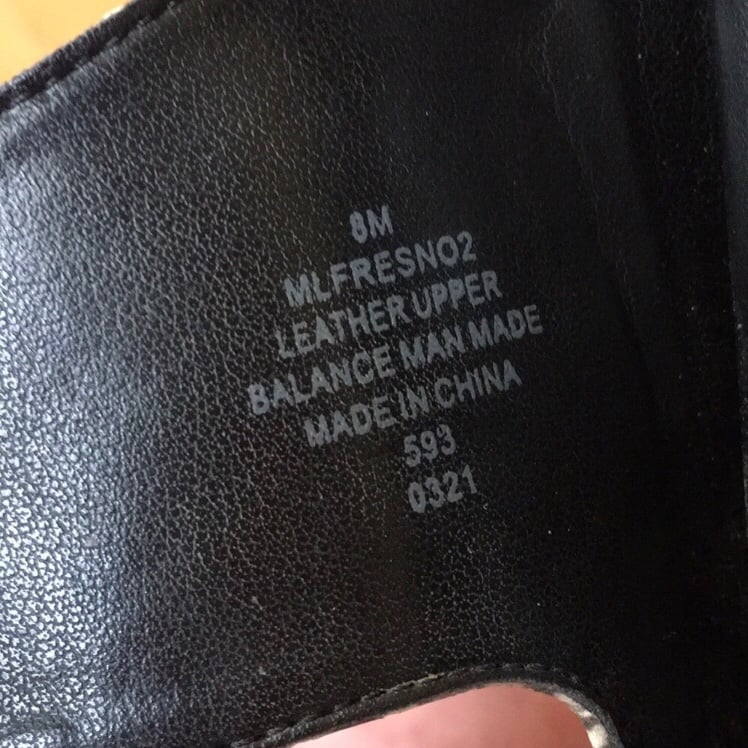 8M
MLFRESNO2
LEATHER UPPER
BALANCE MAN MADE
MADE IN CHINA
593
0321